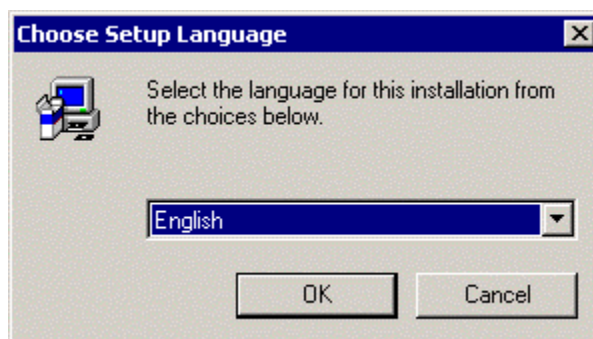 Choose Setup Language
Select the language for this installation from
the choices below.
English
OK
Cancel